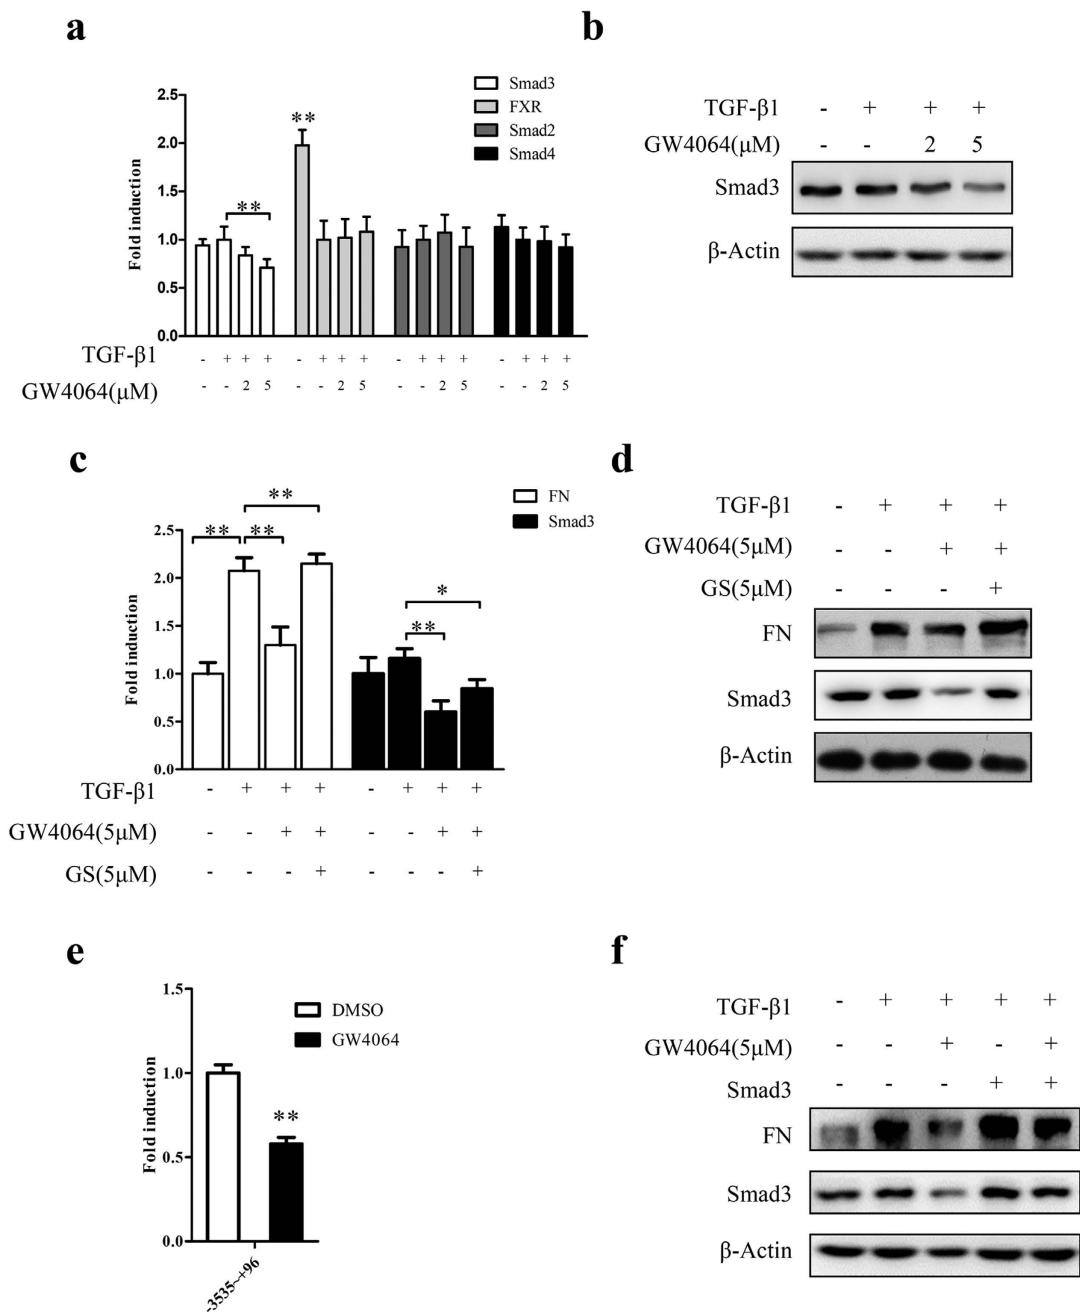 a
Smad3
FXR
Smad2
Smad4
**
**
Fold induction
2.5
2.0
1.5
1.0
0.5
0.0
TGF-β1 - + + + - + + + - + + + - + + +
GW4064(μM) - - 2 5 - - 2 5 - - 2 5 - - 2 5
b
TGF-β1 - + + +
GW4064(μM) - - 2 5
Smad3
β-Actin
c
FN
Smad3
**
** **
*
**
Fold induction
2.5
2.0
1.5
1.0
0.5
0.0
TGF-β1 - + + + - + + +
GW4064(5μM) - - + + - - + +
GS(5μM) - - - + - - - +
d
TGF-β1 - + + +
GW4064(5μM) - - + +
GS(5μM) - - - +
FN
Smad3
β-Actin
e
DMSO
GW4064
**
Fold induction
1.5
1.0
0.5
0.0
-3535~+96
f
TGF-β1 - + + + +
GW4064(5μM) - - + - +
Smad3 - - - + +
FN
Smad3
β-Actin